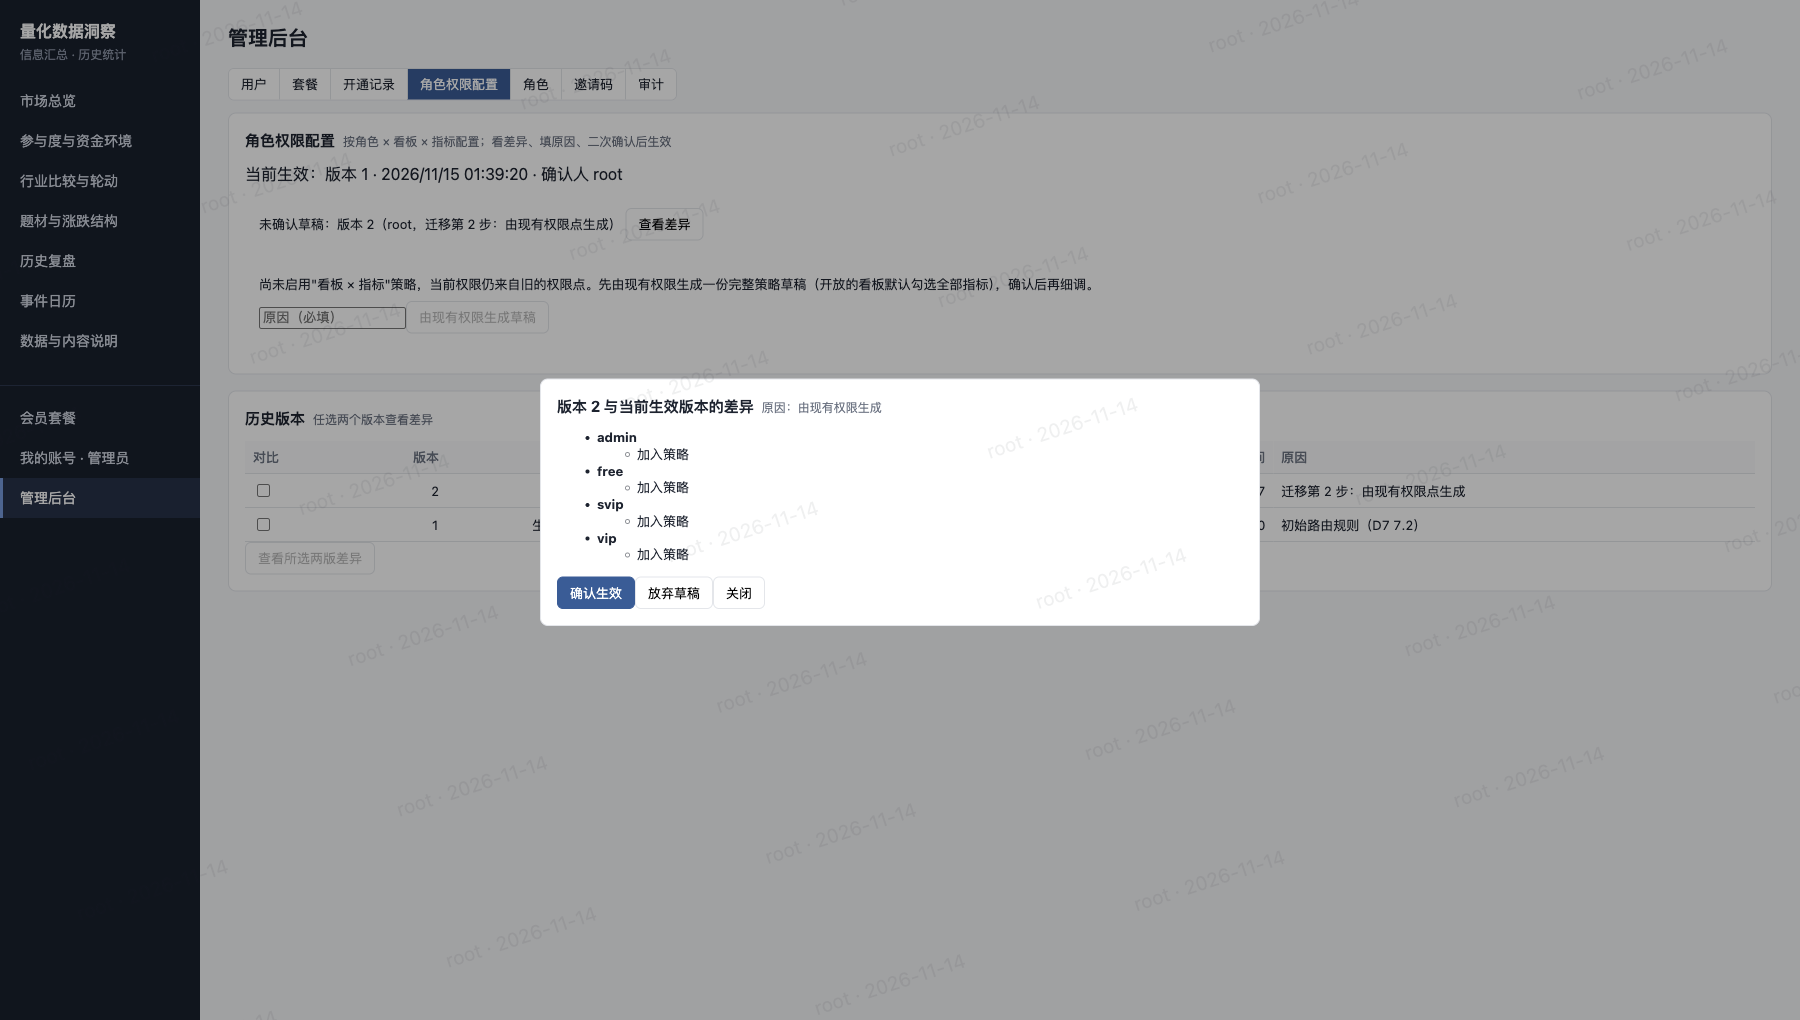 量化数据洞察
信息汇总 · 历史统计
市场总览
参与度与资金环境
行业比较与轮动
题材与涨跌结构
历史复盘
事件日历
数据与内容说明
会员套餐
我的账号 · 管理员
管理后台
管理后台
用户 套餐 开通记录 角色权限配置 角色 邀请码 审计
角色权限配置 按角色 × 看板 × 指标配置；看差异、填原因、二次确认后生效
当前生效：版本 1 · 2026/11/15 01:39:20 · 确认人 root
未确认草稿：版本 2（root，迁移第 2 步：由现有权限点生成） 查看差异
尚未启用"看板 × 指标"策略，当前权限仍来自旧的权限点。先由现有权限生成一份完整策略草稿（开放的看板默认勾选全部指标），确认后再细调。
原因（必填） 由现有权限生成草稿
历史版本 任选两个版本查看差异
对比 版本 原因
2 7 迁移第 2 步：由现有权限点生成
1 0 初始路由规则（D7 7.2）
查看所选两版差异
版本 2 与当前生效版本的差异 原因：由现有权限生成
• admin
◦ 加入策略
• free
◦ 加入策略
• svip
◦ 加入策略
• vip
◦ 加入策略
确认生效 放弃草稿 关闭
root · 2026-11-14